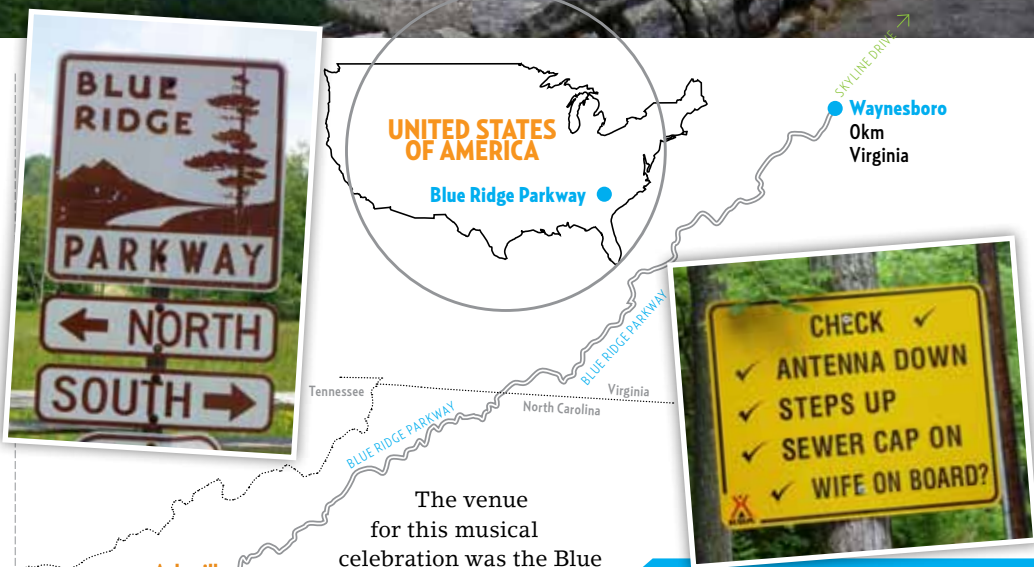 BLUE
RIDGE
PARKWAY
NORTH
SOUTH
UNITED STATES
OF AMERICA
Blue Ridge Parkway
SKYLINE DRIVE
Waynesboro
0km
Virginia
BLUE RIDGE PARKWAY
Tennessee
Virginia
North Carolina
BLUE RIDGE PARKWAY
CHECK ✓
✓ ANTENNA DOWN
✓ STEPS UP
✓ SEWER CAP ON
✓ WIFE ON BOARD?
KOA
The venue
for this musical
celebration was the Blue